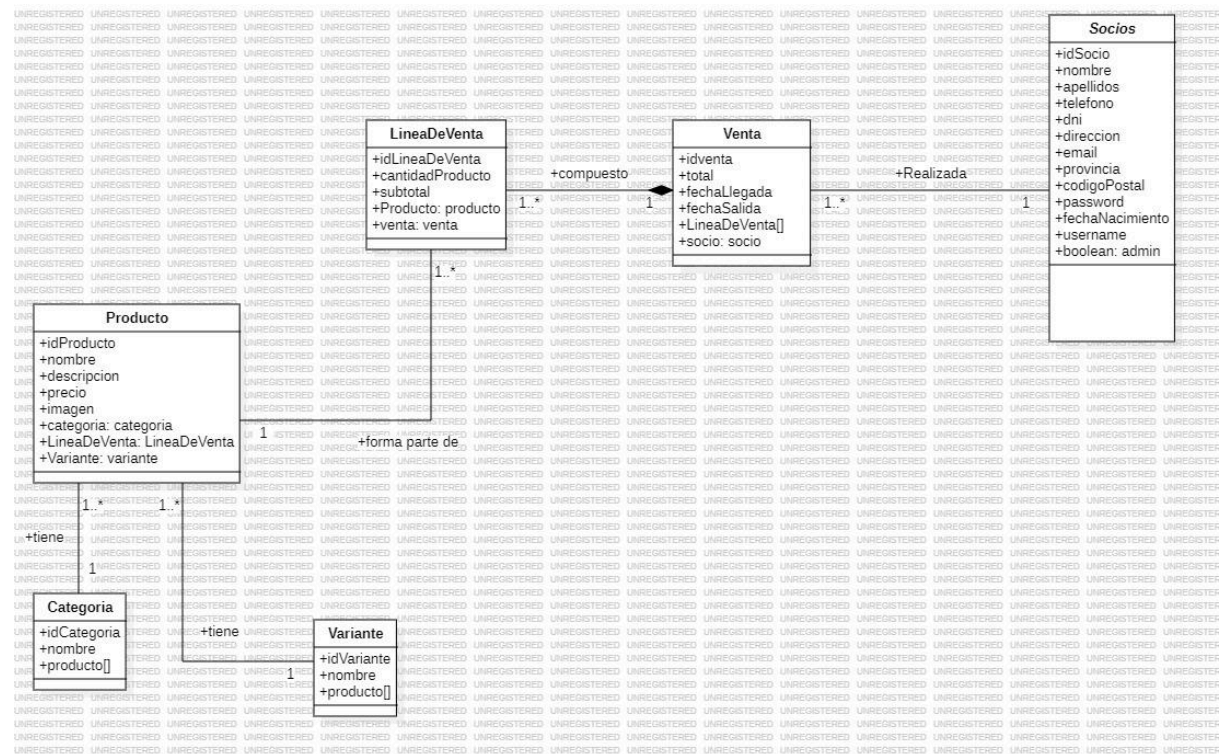 Socios
+idSocio
+nombre
+apellidos
+telefono
+dni
+direccion
+email
+provincia
+codigoPostal
+password
+fechaNacimiento
+username
+boolean: admin
LineaDeVenta
+idLineaDeVenta
+cantidadProducto
+subtotal
+Producto: producto
+venta: venta
+compuesto
1..*
1
Venta
+idventa
+total
+fechaLlegada
+fechaSalida
+LineaDeVenta[]
+socio: socio
+Realizada
1..*
1
1..*
Producto
+idProducto
+nombre
+descripcion
+precio
+imagen
+categoria: categoria
+LineaDeVenta: LineaDeVenta
+Variante: variante
1
+forma parte de
1..*
1..*
+tiene
1
Categoria
+idCategoria
+nombre
+producto[]
+tiene
1
Variante
+idVariante
+nombre
+producto[]
UNREGISTERED